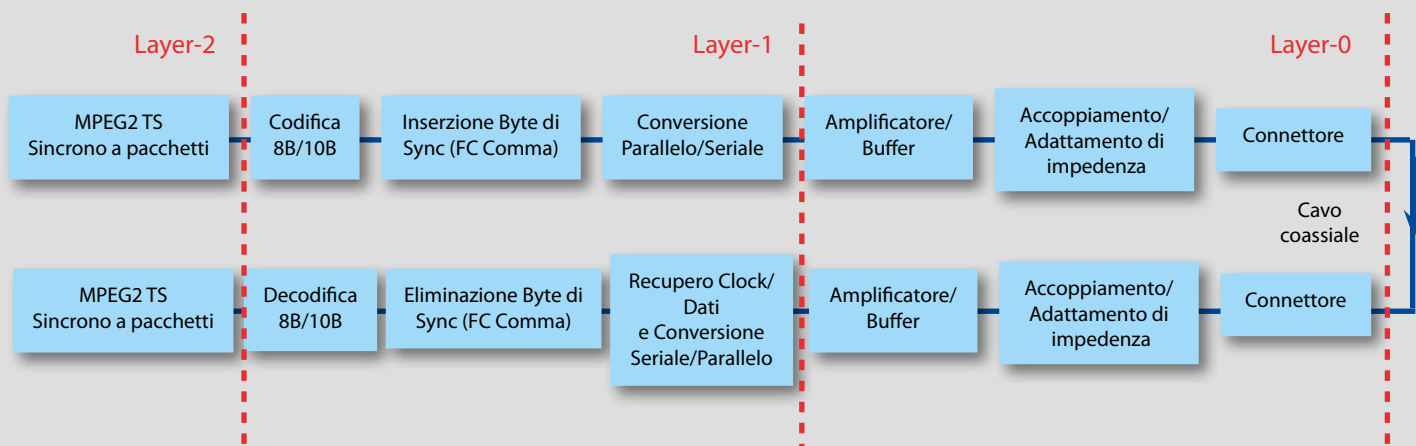 Layer-2
Layer-1
Layer-0
MPEG2 TS
Sincrono a pacchetti
Codifica
8B/10B
Inserzione Byte di
Sync (FC Comma)
Conversione
Parallelo/Seriale
Amplificatore/
Buffer
Accoppiamento/
Adattamento di
impedenza
Connettore
Cavo
coassiale
MPEG2 TS
Sincrono a pacchetti
Decodifica
8B/10B
Eliminazione Byte di
Sync (FC Comma)
Recupero Clock/
Dati
e Conversione
Seriale/Parallelo
Amplificatore/
Buffer
Accoppiamento/
Adattamento di
impedenza
Connettore